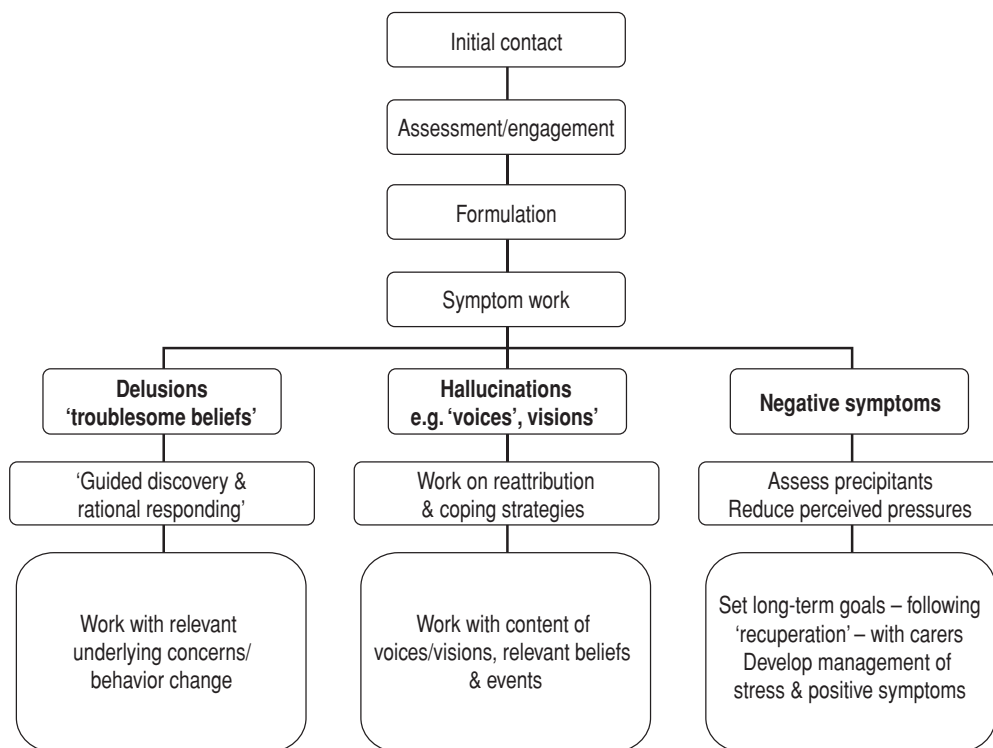 Initial contact
Assessment/engagement
Formulation
Symptom work
Delusions
‘troublesome beliefs’
Hallucinations
e.g. ‘voices’, visions’
Negative symptoms
‘Guided discovery &
rational responding’
Work on reattribution
& coping strategies
Assess precipitants
Reduce perceived pressures
Work with relevant
underlying concerns/
behavior change
Work with content of
voices/visions, relevant beliefs
& events
Set long-term goals – following
‘recuperation’ – with carers
Develop management of
stress & positive symptoms